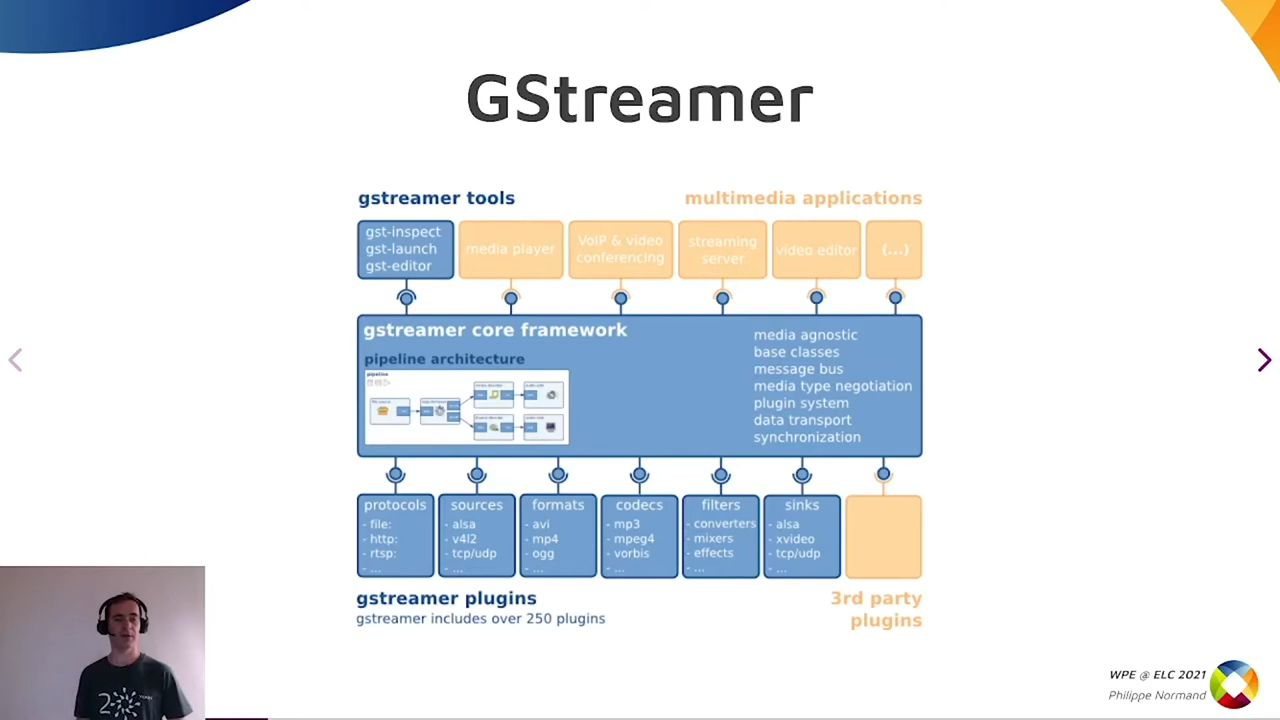 GStreamer
gstreamer tools
multimedia applications
gst-inspect
gst-launch
gst-editor
media player
VoIP & video
conferencing
streaming
server
video editor
(...)
gstreamer core framework
pipeline architecture
pipeline
media agnostic
base classes
message bus
media type negotiation
plugin system
data transport
synchronization
protocols
- file:
- http:
- rtsp:
- ...
sources
- alsa
- v4l2
- tcp/udp
- ...
formats
- avi
- mp4
- ogg
- ...
codecs
- mp3
- mpeg4
- vorbis
- ...
filters
- converters
- mixers
- effects
- ...
sinks
- alsa
- xvideo
- tcp/udp
- ...
gstreamer plugins
gstreamer includes over 250 plugins
3rd party
plugins
WPE @ ELC 2021
Philippe Normand